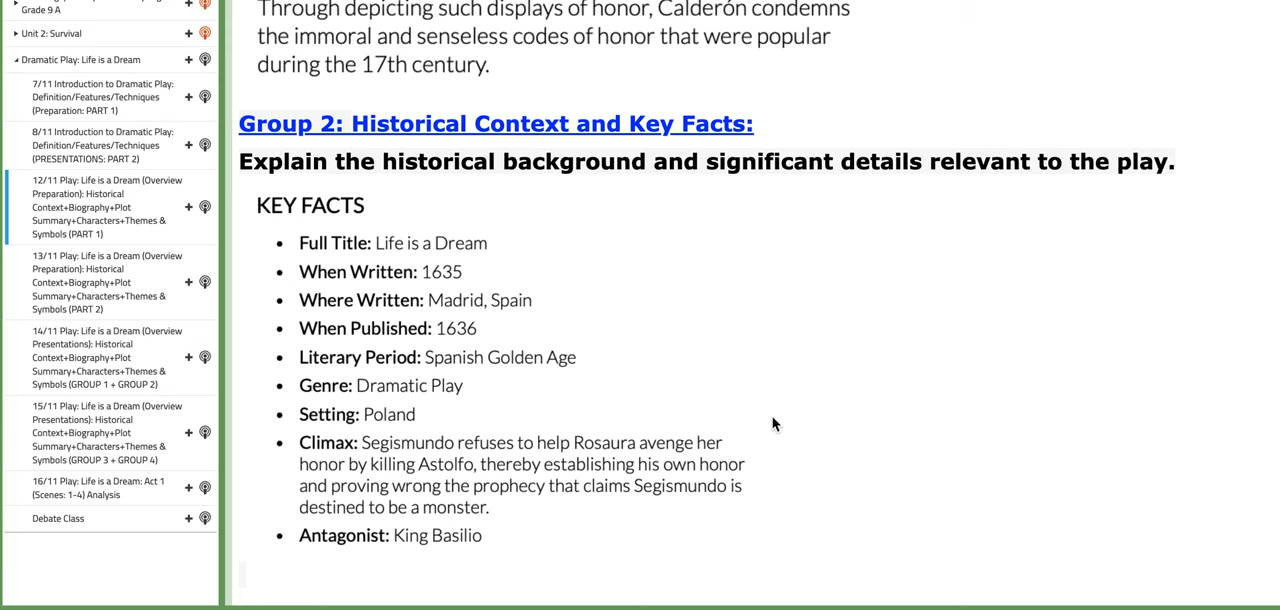 Grade 9 A
Unit 2: Survival
Dramatic Play: Life is a Dream
7/11 Introduction to Dramatic Play:
Definition/Features/Techniques
(Preparation: PART 1)
8/11 Introduction to Dramatic Play:
Definition/Features/Techniques
(PRESENTATIONS: PART 2)
12/11 Play: Life is a Dream (Overview
Preparation): Historical
Context+Biography+Plot
Summary+Characters+Themes &
Symbols (PART 1)
13/11 Play: Life is a Dream (Overview
Preparation): Historical
Context+Biography+Plot
Summary+Characters+Themes &
Symbols (PART 2)
14/11 Play: Life is a Dream (Overview
Presentations): Historical
Context+Biography+Plot
Summary+Characters+Themes &
Symbols (GROUP 1 + GROUP 2)
15/11 Play: Life is a Dream (Overview
Presentations): Historical
Context+Biography+Plot
Summary+Characters+Themes &
Symbols (GROUP 3 + GROUP 4)
16/11 Play: Life is a Dream: Act 1
(Scenes: 1-4) Analysis
Debate Class
Through depicting such displays of honor, Calderón condemns
the immoral and senseless codes of honor that were popular
during the 17th century.
Group 2: Historical Context and Key Facts:
Explain the historical background and significant details relevant to the play.
KEY FACTS
• Full Title: Life is a Dream
• When Written: 1635
• Where Written: Madrid, Spain
• When Published: 1636
• Literary Period: Spanish Golden Age
• Genre: Dramatic Play
• Setting: Poland
• Climax: Segismundo refuses to help Rosaura avenge her
honor by killing Astolfo, thereby establishing his own honor
and proving wrong the prophecy that claims Segismundo is
destined to be a monster.
• Antagonist: King Basilio